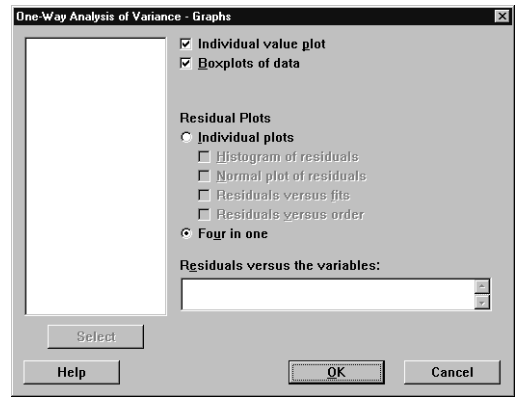 One-Way Analysis of Variance - Graphs
Individual value plot
Boxplots of data
Residual Plots
Individual plots
Histogram of residuals
Normal plot of residuals
Residuals versus fits
Residuals versus order
Four in one
Residuals versus the variables:
Select
Help
OK
Cancel